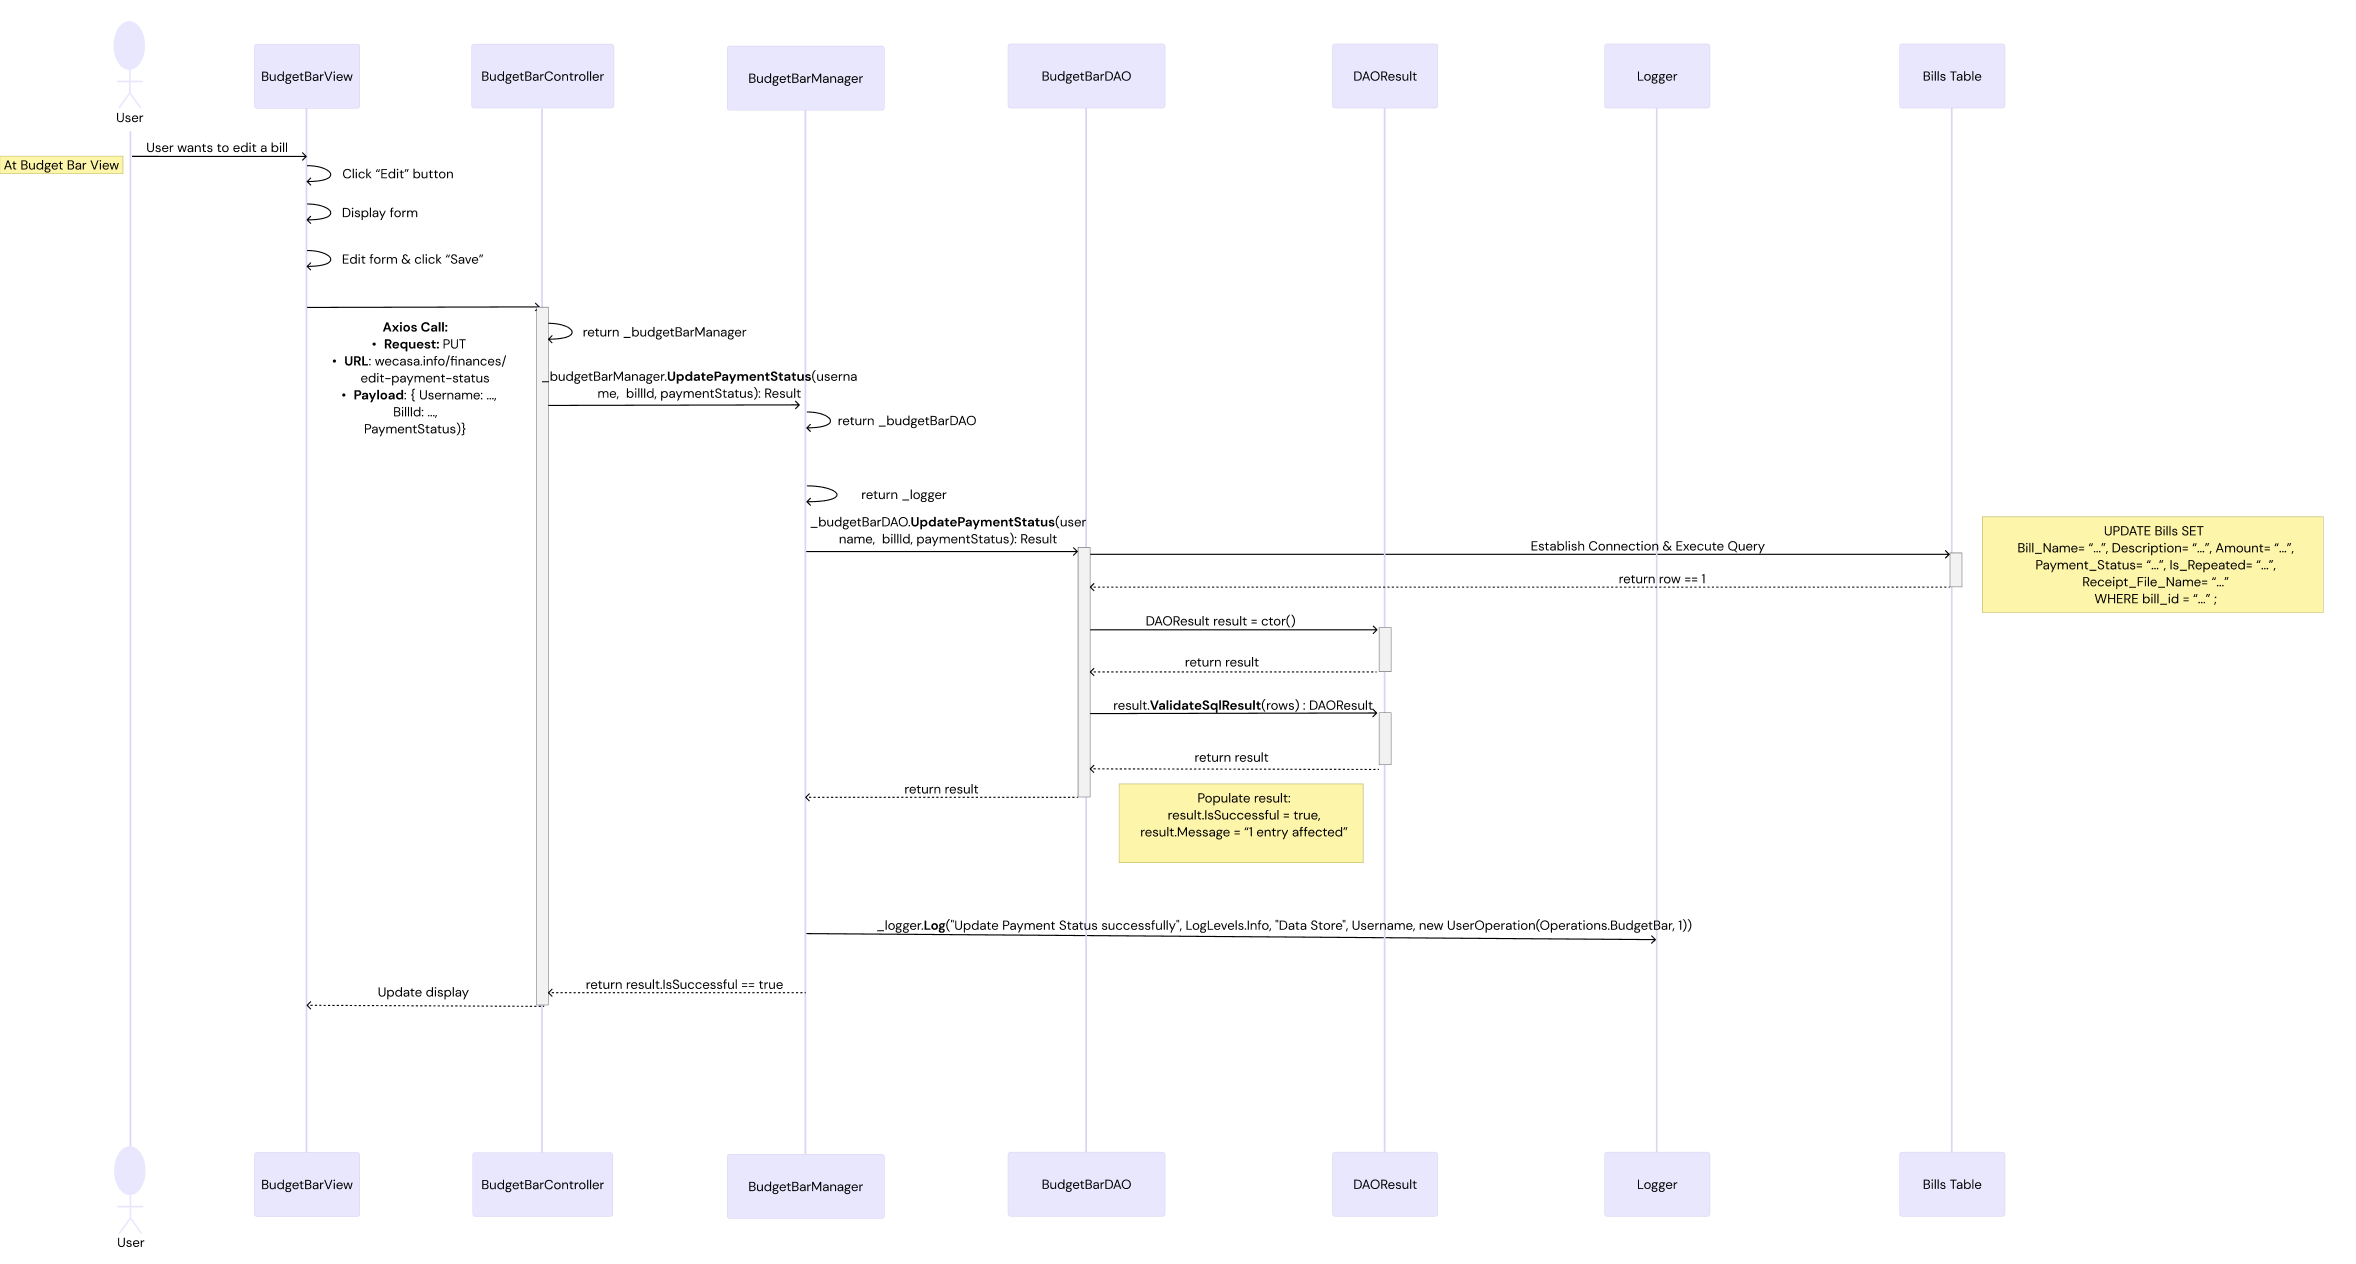 User
BudgetBarView
BudgetBarController
BudgetBarManager
BudgetBarDAO
DAOResult
Logger
Bills Table
User wants to edit a bill
At Budget Bar View
Click “Edit” button
Display form
Edit form & click “Save”
Axios Call:
• Request: PUT
• URL: wecasa.info/finances/
edit-payment-status
• Payload: { Username: ...,
BillId: ...,
PaymentStatus)}
return _budgetBarManager
_budgetBarManager.UpdatePaymentStatus(userna
me, billId, paymentStatus): Result
return _budgetBarDAO
return _logger
_budgetBarDAO.UpdatePaymentStatus(user
name, billId, paymentStatus): Result
Establish Connection & Execute Query
return row == 1
UPDATE Bills SET
Bill_Name= “...”, Description= “...”, Amount= “...”,
Payment_Status= “...”, Is_Repeated= “...”,
Receipt_File_Name= “...”
WHERE bill_id = “...” ;
DAOResult result = ctor()
return result
result.ValidateSqlResult(rows) : DAOResult
return result
return result
Populate result:
result.IsSuccessful = true,
result.Message = “1 entry affected”
_logger.Log("Update Payment Status successfully", LogLevels.Info, "Data Store", Username, new UserOperation(Operations.BudgetBar, 1))
return result.IsSuccessful == true
Update display
BudgetBarView
BudgetBarController
BudgetBarManager
BudgetBarDAO
DAOResult
Logger
Bills Table
User